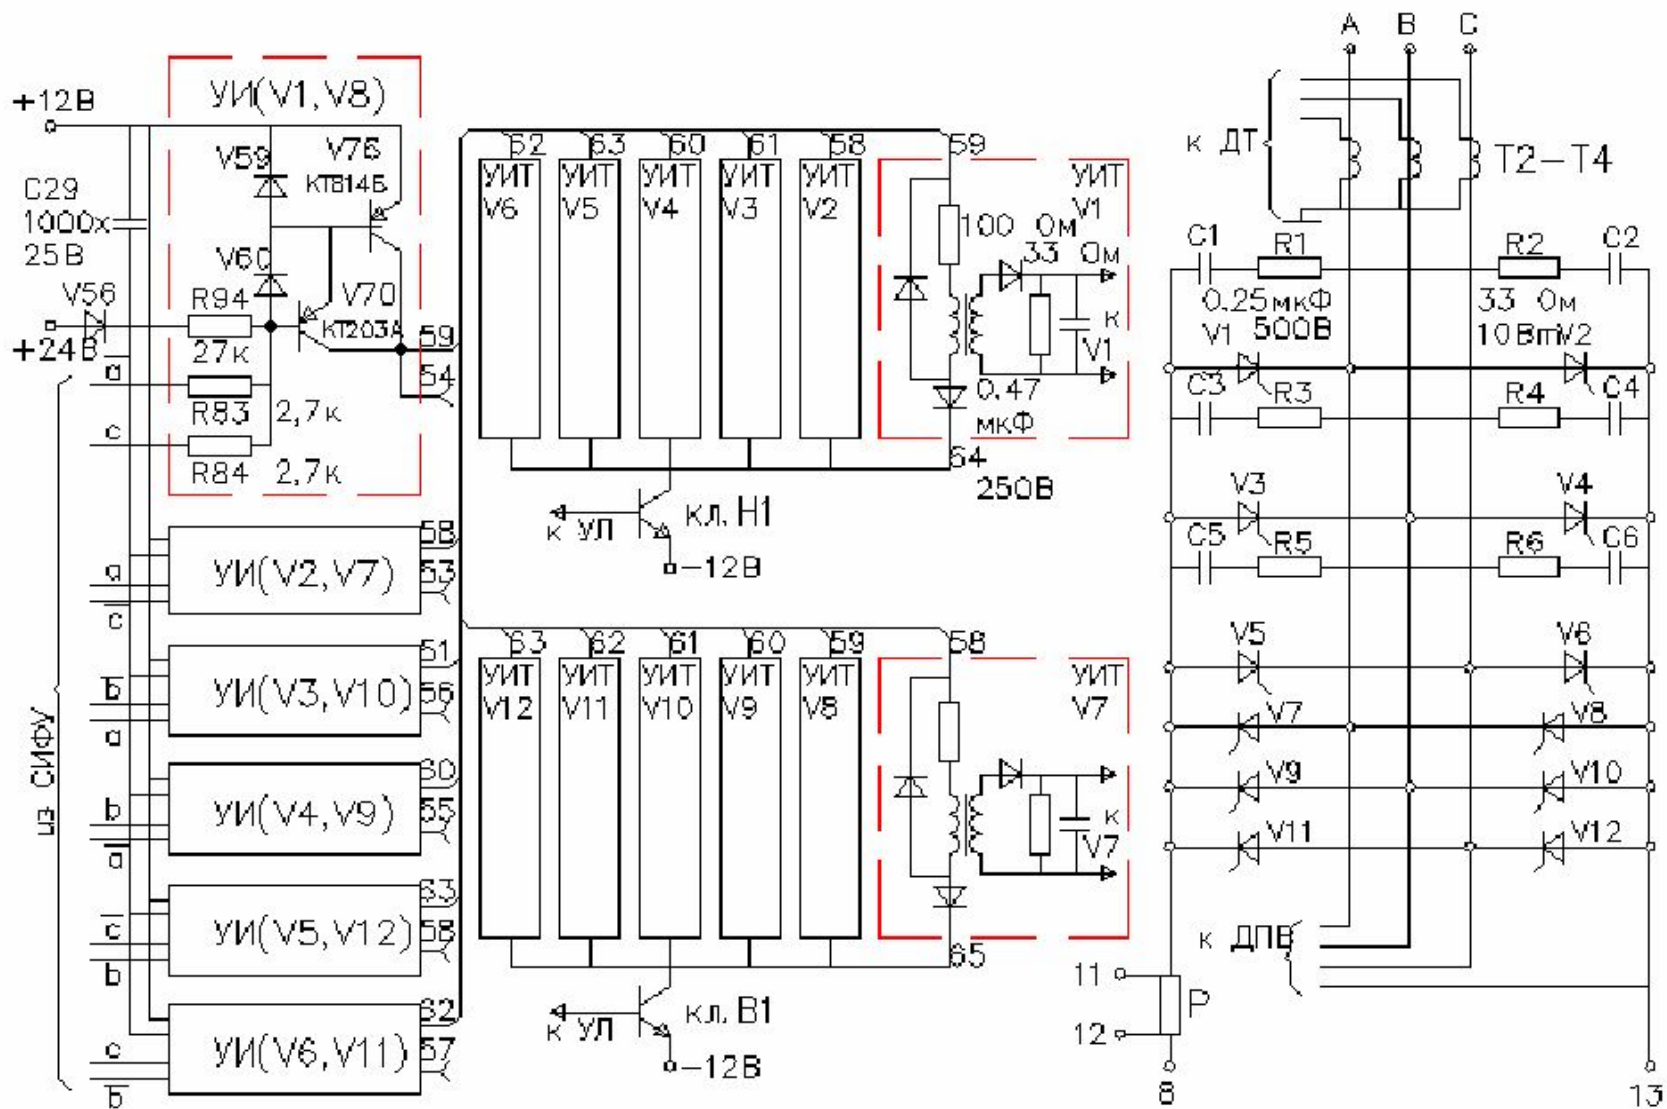 УИ(V1,V8)
+12В
V59
V76
КТ814Б
С29
1000х
25В
V60
V56
R94
V70
КТ203А
+24В
27к
59
54
a
R83
2,7к
c
R84
2,7к
из СИФУ
УИ(V2,V7)
58
53
a
c
УИ(V3,V10)
61
56
b
a
УИ(V4,V9)
60
55
b
a
УИ(V5,V12)
63
58
c
b
УИ(V6,V11)
62
57
c
b
62
63
60
61
58
59
УИТ
V6
УИТ
V5
УИТ
V4
УИТ
V3
УИТ
V2
УИТ
V1
100 Ом
33 Ом
к
V1
0.47
мкФ
64
250В
к УЛ
кл. Н1
-12В
63
62
61
60
59
58
УИТ
V12
УИТ
V11
УИТ
V10
УИТ
V9
УИТ
V8
УИТ
V7
к
V7
65
к УЛ
кл. В1
-12В
A
B
C
к ДТ
Т2-Т4
C1
R1
R2
C2
0.25мкФ
500В
33 Ом
10Вт
V1
V2
C3
R3
R4
C4
V3
V4
C5
R5
R6
C6
V5
V6
V7
V8
V9
V10
V11
V12
к ДПВ
11
12
Р
8
13